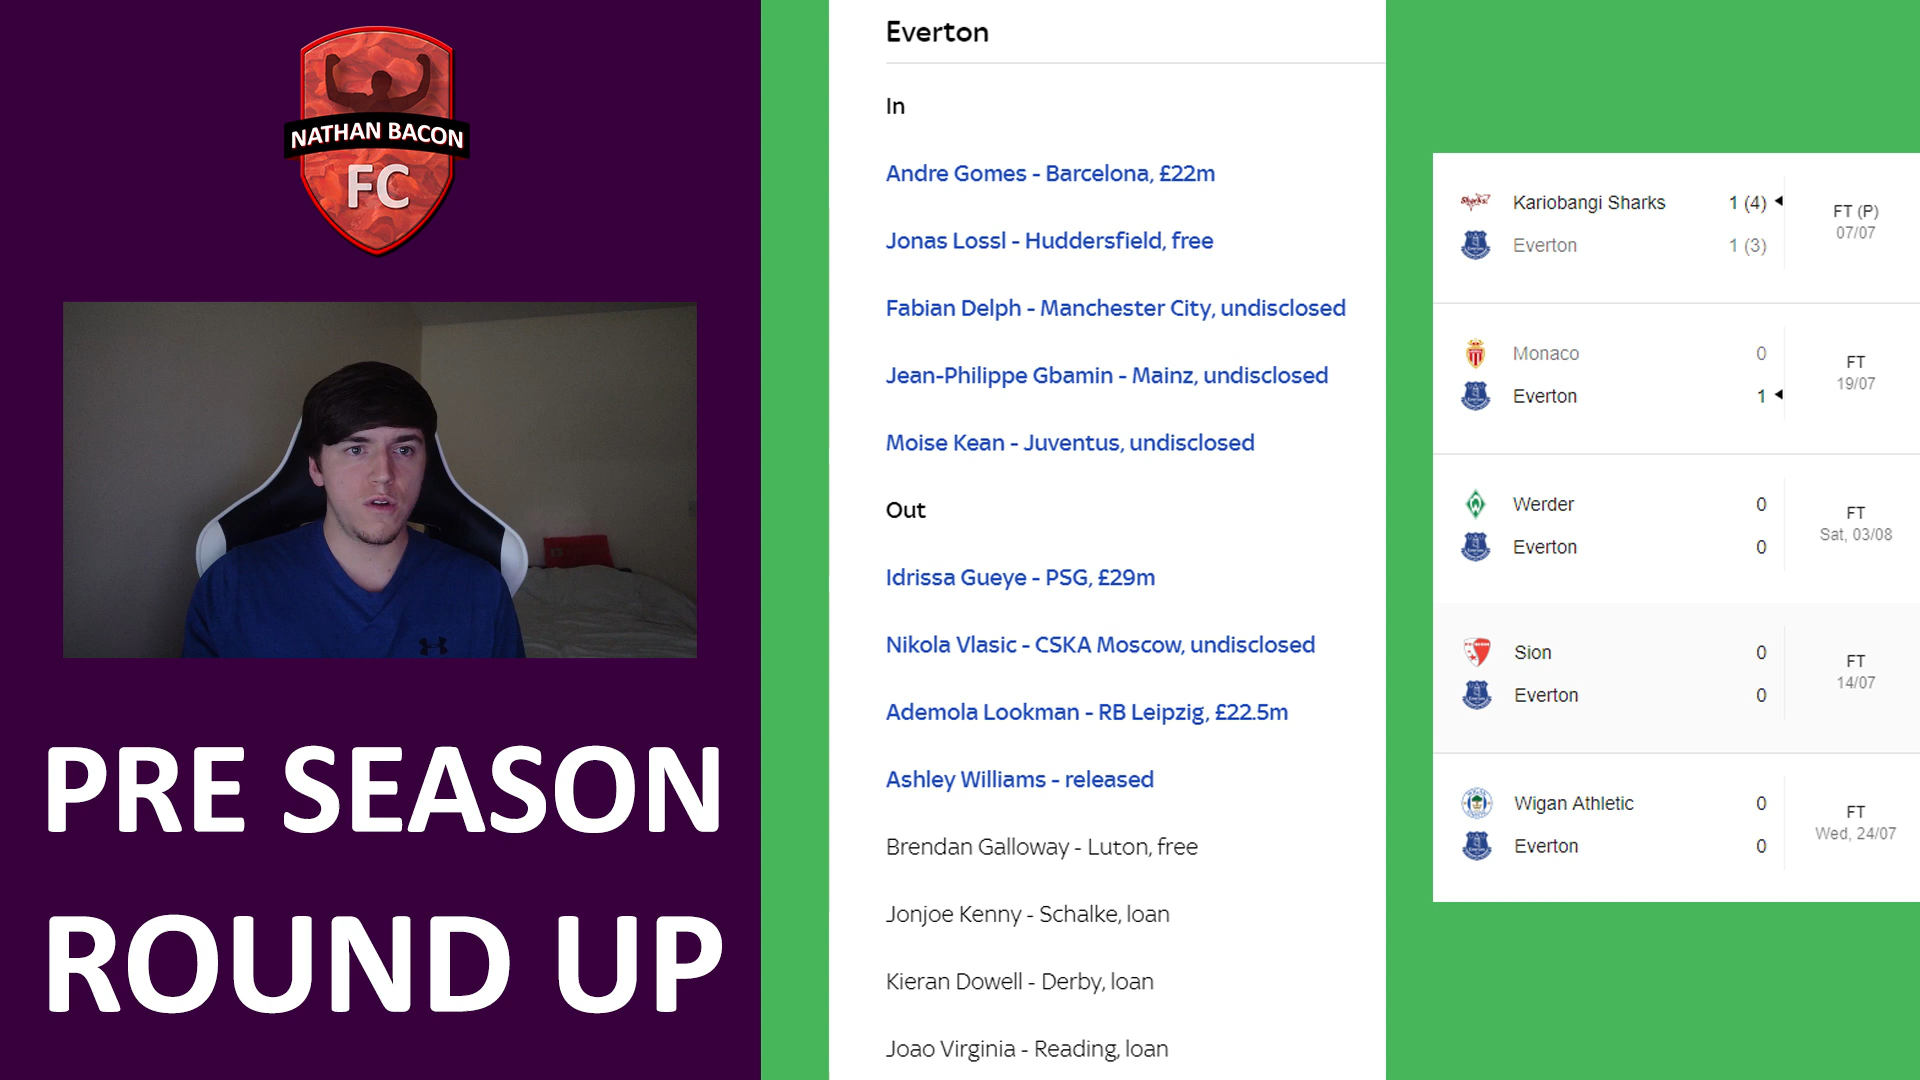 NATHAN BACON
FC
PRE SEASON
ROUND UP
Everton
In
Andre Gomes - Barcelona, £22m
Jonas Lossl - Huddersfield, free
Fabian Delph - Manchester City, undisclosed
Jean-Philippe Gbamin - Mainz, undisclosed
Moise Kean - Juventus, undisclosed
Out
Idrissa Gueye - PSG, £29m
Nikola Vlasic - CSKA Moscow, undisclosed
Ademola Lookman - RB Leipzig, £22.5m
Ashley Williams - released
Brendan Galloway - Luton, free
Jonjoe Kenny - Schalke, loan
Kieran Dowell - Derby, loan
Joao Virginia - Reading, loan
Kariobangi Sharks 1 (4)
Everton 1 (3)
FT (P)
07/07
Monaco 0
Everton 1
FT
19/07
Werder 0
Everton 0
FT
Sat, 03/08
Sion 0
Everton 0
FT
14/07
Wigan Athletic 0
Everton 0
FT
Wed, 24/07